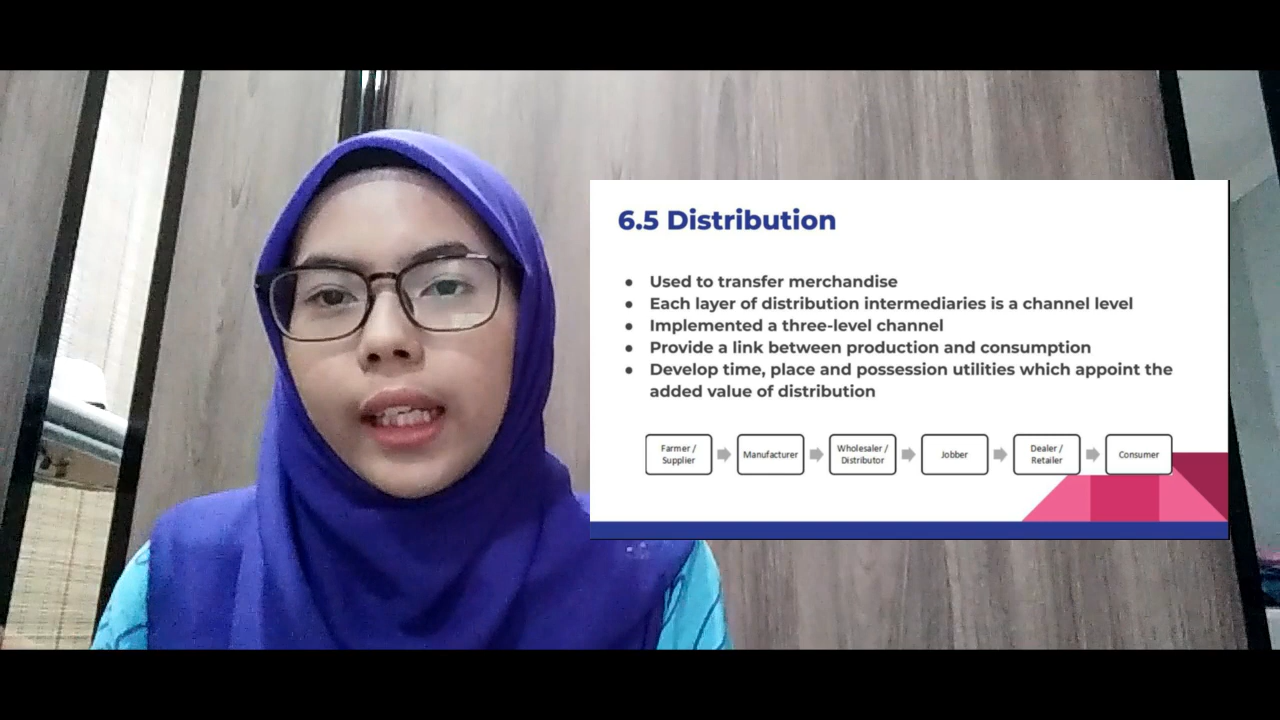 6.5 Distribution
● Used to transfer merchandise
● Each layer of distribution intermediaries is a channel level
● Implemented a three-level channel
● Provide a link between production and consumption
● Develop time, place and possession utilities which appoint the
added value of distribution
Farmer /
Supplier
Manufacturer
Wholesaler /
Distributor
Jobber
Dealer /
Retailer
Consumer